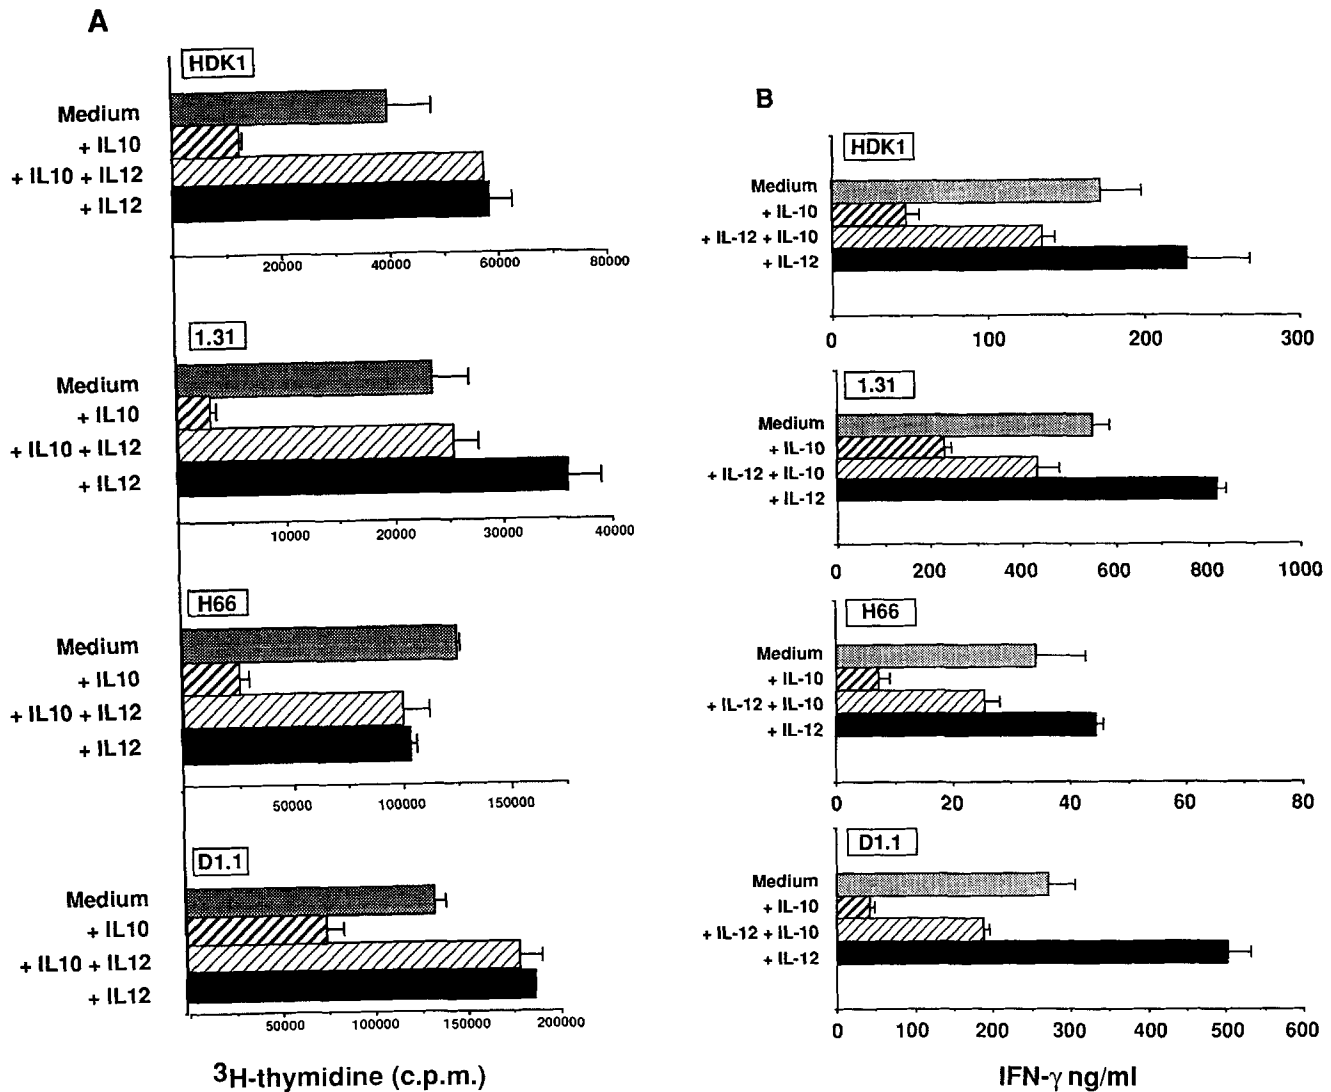 A
HDK1
Medium
+ IL10
+ IL10 + IL12
+ IL12
20000 40000 60000 80000
1.31
Medium
+ IL10
+ IL10 + IL12
+ IL12
10000 20000 30000 40000
H66
Medium
+ IL10
+ IL10 + IL12
+ IL12
50000 100000 150000
D1.1
Medium
+ IL10
+ IL10 + IL12
+ IL12
50000 100000 150000 200000
³H-thymidine (c.p.m.)
B
HDK1
Medium
+ IL-10
+ IL-12 + IL-10
+ IL-12
0 100 200 300
1.31
Medium
+ IL-10
+ IL-12 + IL-10
+ IL-12
0 200 400 600 800 1000
H66
Medium
+ IL-10
+ IL-12 + IL-10
+ IL-12
0 20 40 60 80
D1.1
Medium
+ IL-10
+ IL-12 + IL-10
+ IL-12
0 100 200 300 400 500 600
IFN-γ ng/ml